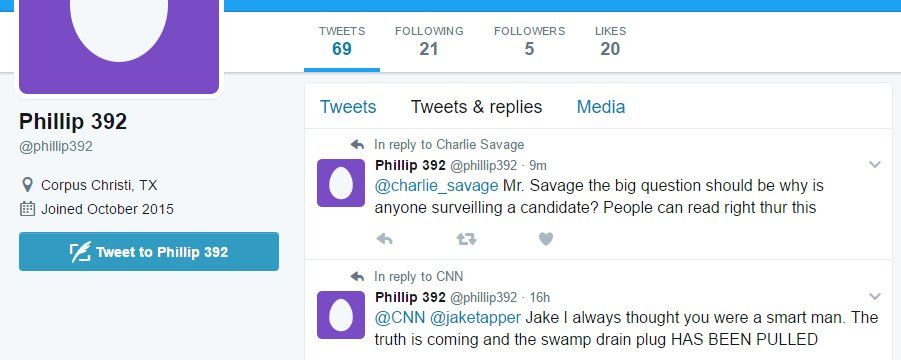 TWEETS FOLLOWING FOLLOWERS LIKES
69 21 5 20
Phillip 392
@phillip392
Corpus Christi, TX
Joined October 2015
Tweet to Phillip 392
Tweets Tweets & replies Media
In reply to Charlie Savage
Phillip 392 @phillip392 · 9m
@charlie_savage Mr. Savage the big question should be why is
anyone surveilling a candidate? People can read right thur this
In reply to CNN
Phillip 392 @phillip392 · 16h
@CNN @jaketapper Jake I always thought you were a smart man. The
truth is coming and the swamp drain plug HAS BEEN PULLED